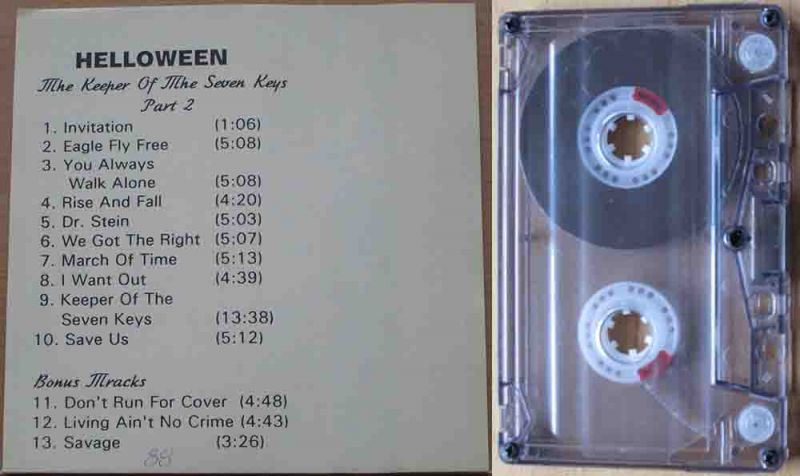 HELLOWEEN
The Keeper Of The Seven Keys
Part 2
1. Invitation (1:06)
2. Eagle Fly Free (5:08)
3. You Always
Walk Alone (5:08)
4. Rise And Fall (4:20)
5. Dr. Stein (5:03)
6. We Got The Right (5:07)
7. March Of Time (5:13)
8. I Want Out (4:39)
9. Keeper Of The
Seven Keys (13:38)
10. Save Us (5:12)
Bonus Tracks
11. Don't Run For Cover (4:48)
12. Living Ain't No Crime (4:43)
13. Savage (3:26)
88